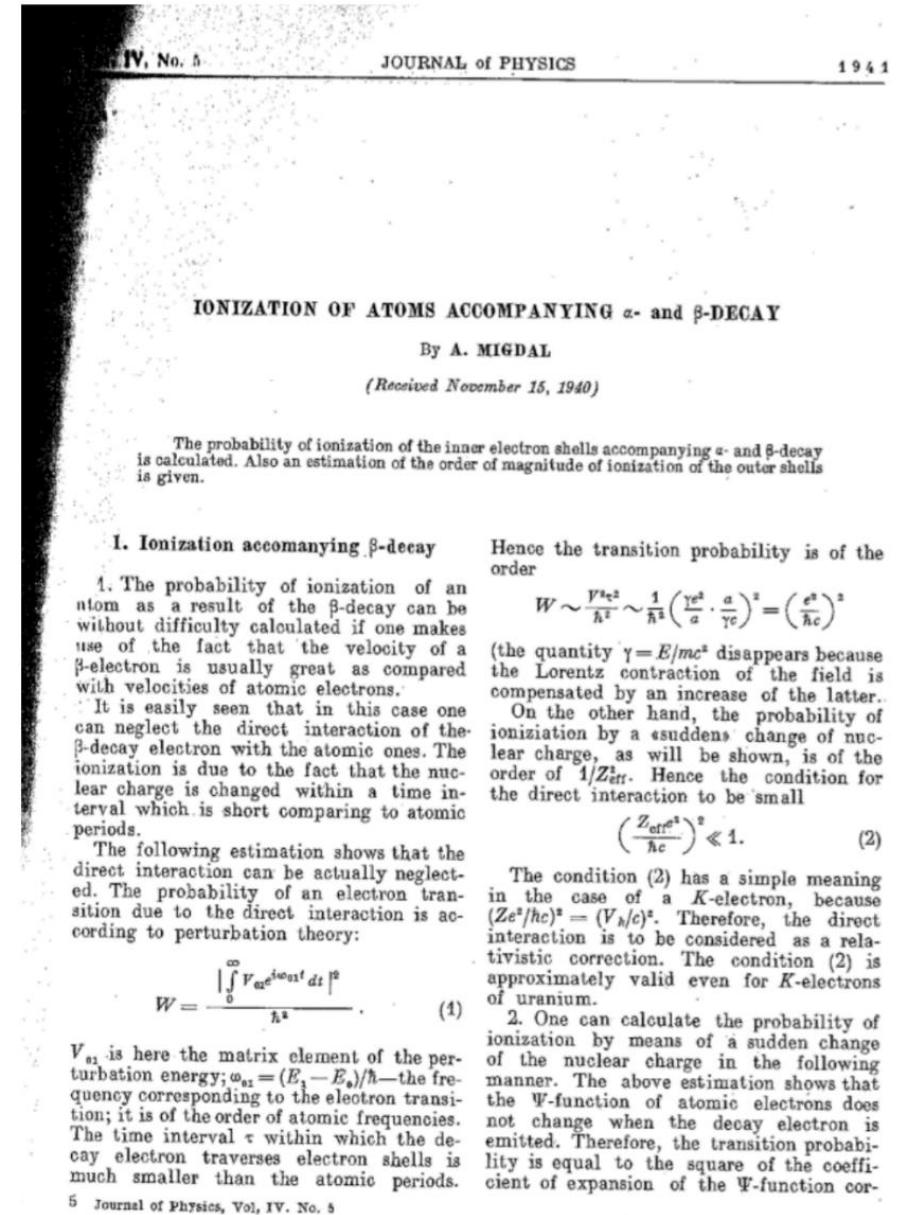 IV, No. 5 JOURNAL of PHYSICS 1941
IONIZATION OF ATOMS ACCOMPANYING α- and β-DECAY
By A. MIGDAL
(Received November 15, 1940)
The probability of ionization of the inner electron shells accompanying α- and β-decay
is calculated. Also an estimation of the order of magnitude of ionization of the outer shells
is given.
1. Ionization accomanying β-decay
1. The probability of ionization of an
atom as a result of the β-decay can be
without difficulty calculated if one makes
use of the fact that the velocity of a
β-electron is usually great as compared
with velocities of atomic electrons.
It is easily seen that in this case one
can neglect the direct interaction of the
β-decay electron with the atomic ones. The
ionization is due to the fact that the nuc-
lear charge is changed within a time in-
terval which is short comparing to atomic
periods.
The following estimation shows that the
direct interaction can be actually neglect-
ed. The probability of an electron tran-
sition due to the direct interaction is ac-
cording to perturbation theory:
W = |∫₀^∞ V₀₁e^{iω₀₁t} dt|² / ħ² . (1)
V₀₁ is here the matrix element of the per-
turbation energy; ω₀₁ = (E₁ — E₀)/ħ—the fre-
quency corresponding to the electron transi-
tion; it is of the order of atomic frequencies.
The time interval τ within which the de-
cay electron traverses electron shells is
much smaller than the atomic periods.
5 Journal of Physics, Vol, IV. No. 5
Hence the transition probability is of the
order
W ∼ V²τ²/ħ² ∼ 1/ħ² (γe²/a · a/γc)² = (e²/ħc)²
(the quantity γ = E/mc² disappears because
the Lorentz contraction of the field is
compensated by an increase of the latter.
On the other hand, the probability of
ioniziation by a «sudden» change of nuc-
lear charge, as will be shown, is of the
order of 1/Z²eff. Hence the condition for
the direct interaction to be small
(Zeff e²/ħc)² ≪ 1. (2)
The condition (2) has a simple meaning
in the case of a K-electron, because
(Ze²/ħc)² = (Vₖ/c)². Therefore, the direct
interaction is to be considered as a rela-
tivistic correction. The condition (2) is
approximately valid even for K-electrons
of uranium.
2. One can calculate the probability of
ionization by means of a sudden change
of the nuclear charge in the following
manner. The above estimation shows that
the Ψ-function of atomic electrons does
not change when the decay electron is
emitted. Therefore, the transition probabi-
lity is equal to the square of the coeffi-
cient of expansion of the Ψ-function cor-